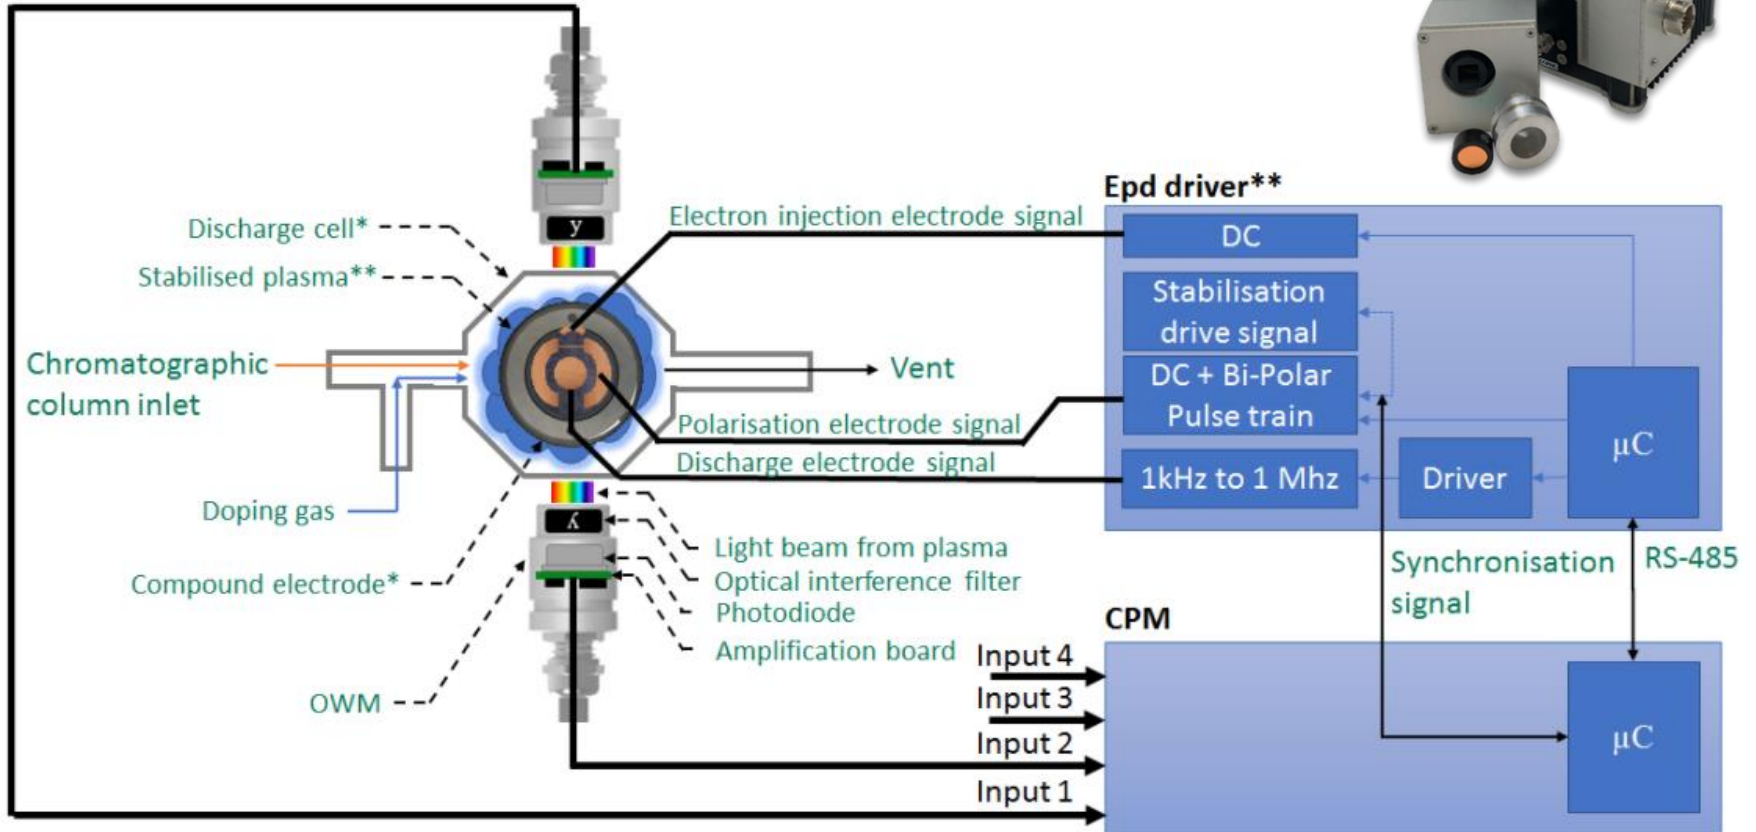 Epd driver**
Electron injection electrode signal
DC
Discharge cell*
y
Stabilised plasma**
Stabilisation
drive signal
Chromatographic
column inlet
Vent
DC + Bi-Polar
Pulse train
µC
Polarisation electrode signal
Discharge electrode signal
1kHz to 1 Mhz
Driver
Doping gas
Light beam from plasma
Optical interference filter
Photodiode
Amplification board
Compound electrode*
OWM
Synchronisation
signal
RS-485
CPM
Input 4
Input 3
Input 2
Input 1
µC